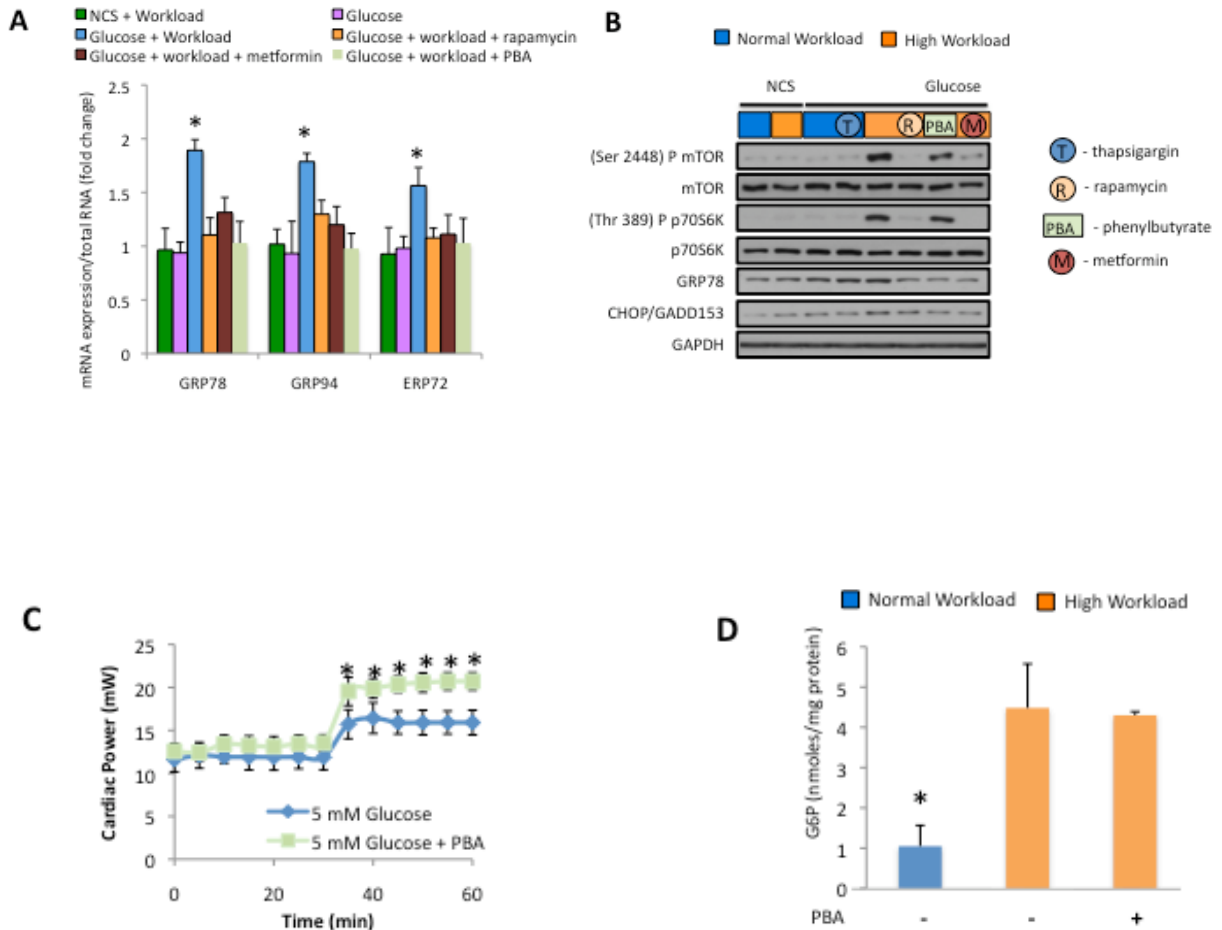 A
NCS + Workload
Glucose
Glucose + Workload
Glucose + workload + rapamycin
Glucose + workload + metformin
Glucose + workload + PBA
mRNA expression/total RNA (fold change)
2.5
2
1.5
1
0.5
0
* * *
GRP78 GRP94 ERP72
B
Normal Workload High Workload
NCS Glucose
T R PBA M
(Ser 2448) P mTOR
mTOR
(Thr 389) P p70S6K
p70S6K
GRP78
CHOP/GADD153
GAPDH
T - thapsigargin
R - rapamycin
PBA - phenylbutyrate
M - metformin
C
Cardiac Power (mW)
25
20
15
10
5
0
* * * * * *
5 mM Glucose
5 mM Glucose + PBA
0 20 40 60
Time (min)
D
Normal Workload High Workload
G6P (nmoles/mg protein)
6
5
4
3
2
1
0
*
PBA - - +